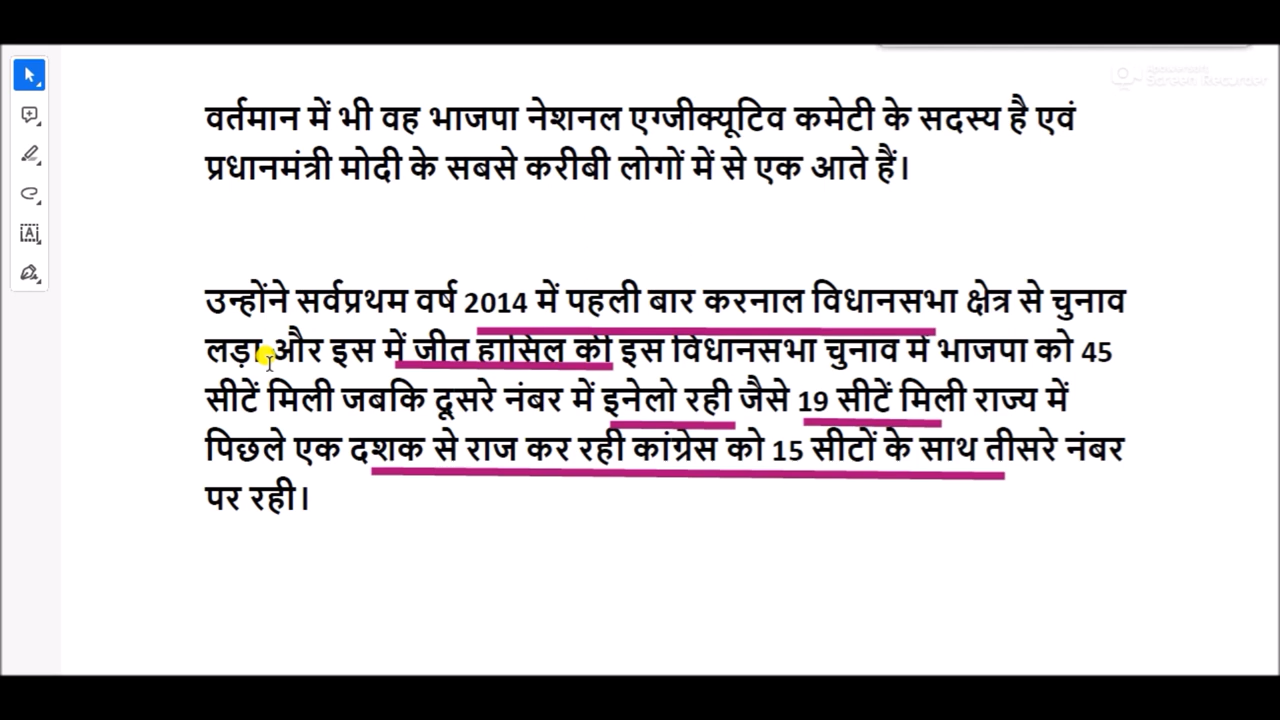 वर्तमान में भी वह भाजपा नेशनल एग्जीक्यूटिव कमेटी के सदस्य है एवं
प्रधानमंत्री मोदी के सबसे करीबी लोगों में से एक आते हैं।
उन्होंने सर्वप्रथम वर्ष 2014 में पहली बार करनाल विधानसभा क्षेत्र से चुनाव
लड़ा और इस में जीत हासिल की इस विधानसभा चुनाव में भाजपा को 45
सीटें मिली जबकि दूसरे नंबर में इनेलो रही जैसे 19 सीटें मिली राज्य में
पिछले एक दशक से राज कर रही कांग्रेस को 15 सीटों के साथ तीसरे नंबर
पर रही।
Screen Recorder